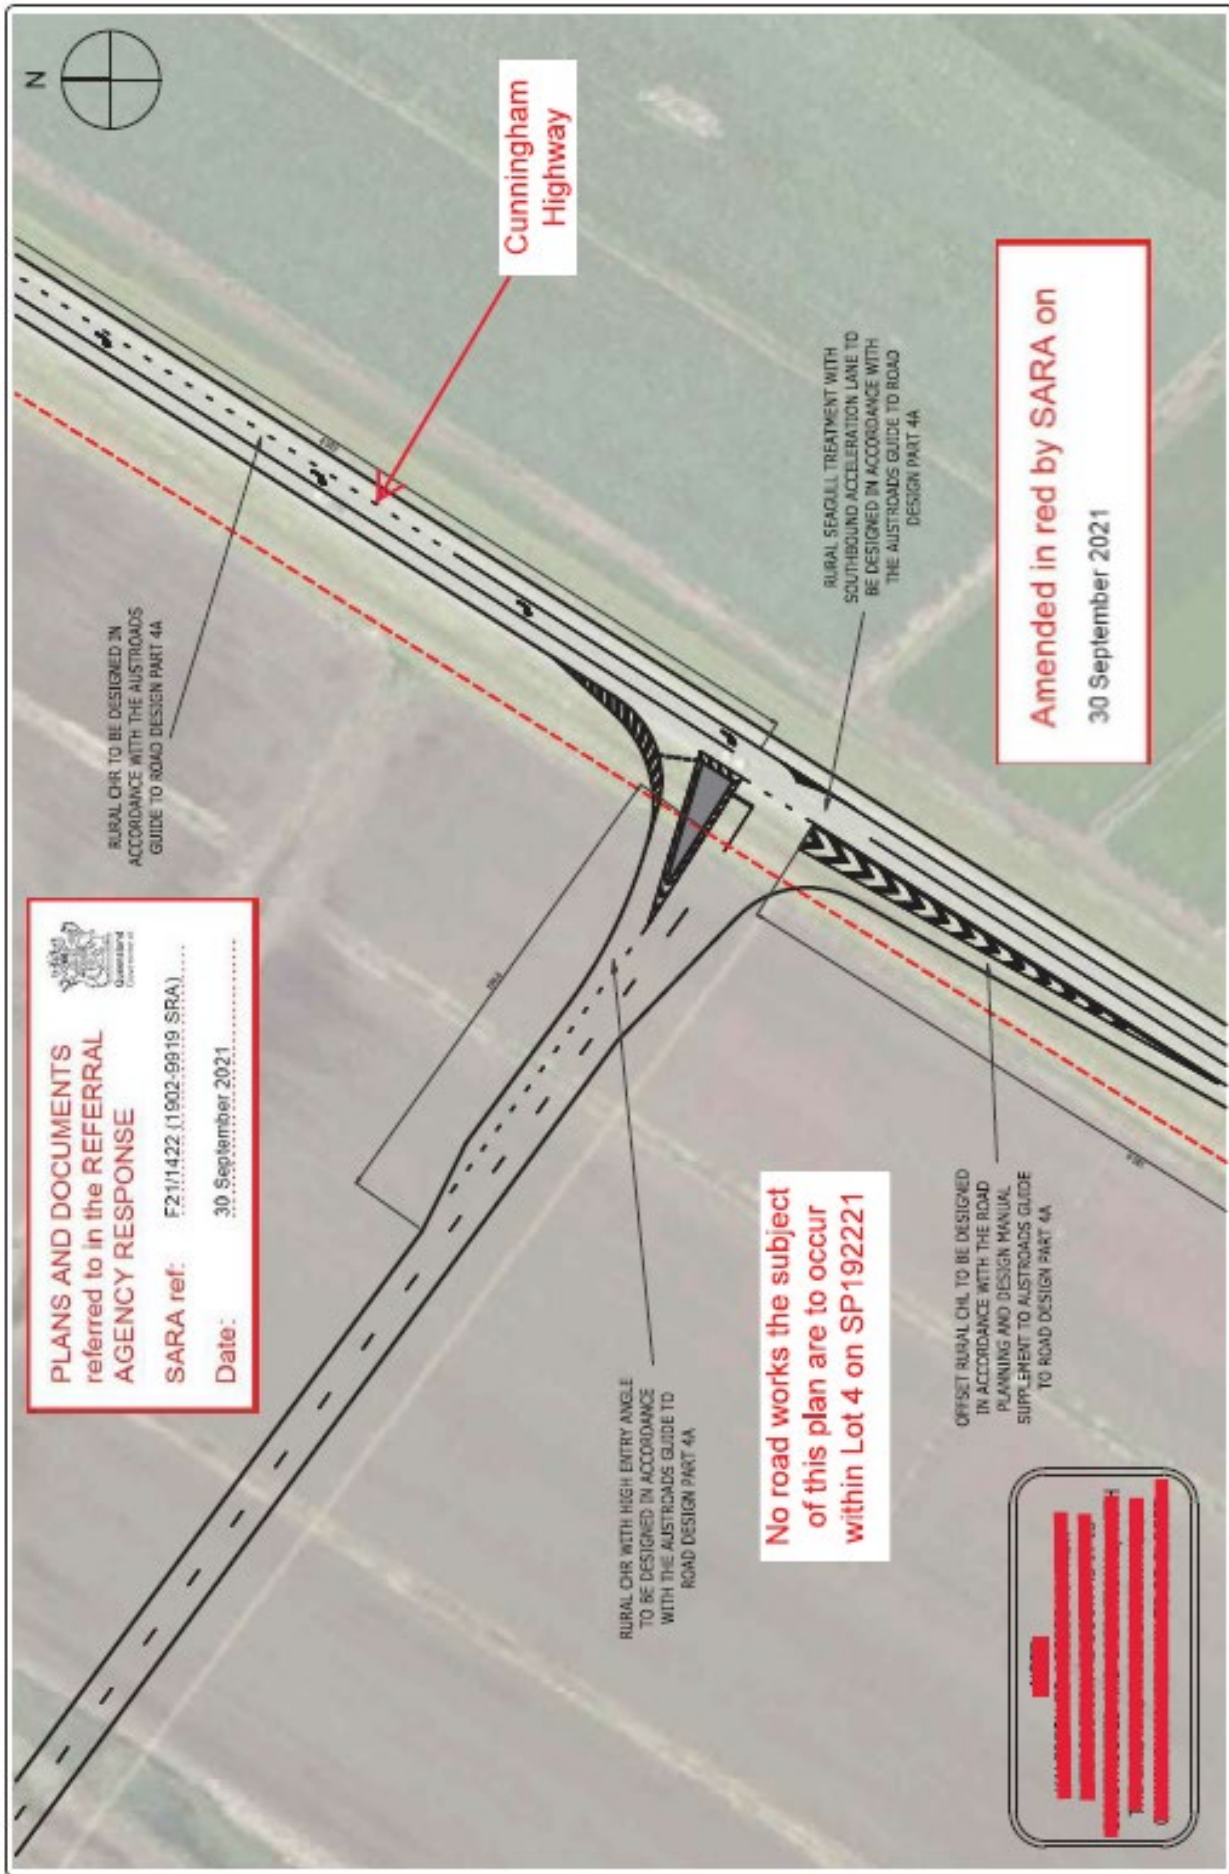 PLANS AND DOCUMENTS
referred to in the REFERRAL
AGENCY RESPONSE
SARA ref: F21/1422 (1902-9919 SRA)
Date: 30 September 2021
Queensland
Government
N
RURAL CHR TO BE DESIGNED IN
ACCORDANCE WITH THE AUSTROADS
GUIDE TO ROAD DESIGN PART 4A
Cunningham
Highway
RURAL CHR WITH HIGH ENTRY ANGLE
TO BE DESIGNED IN ACCORDANCE
WITH THE AUSTROADS GUIDE TO
ROAD DESIGN PART 4A
RURAL SEAGULL TREATMENT WITH
SOUTHBOUND ACCELERATION LANE TO
BE DESIGNED IN ACCORDANCE WITH
THE AUSTROADS GUIDE TO ROAD
DESIGN PART 4A
No road works the subject
of this plan are to occur
within Lot 4 on SP192221
OFFSET RURAL CHL TO BE DESIGNED
IN ACCORDANCE WITH THE ROAD
PLANNING AND DESIGN MANUAL
SUPPLEMENT TO AUSTROADS GUIDE
TO ROAD DESIGN PART 4A
Amended in red by SARA on
30 September 2021